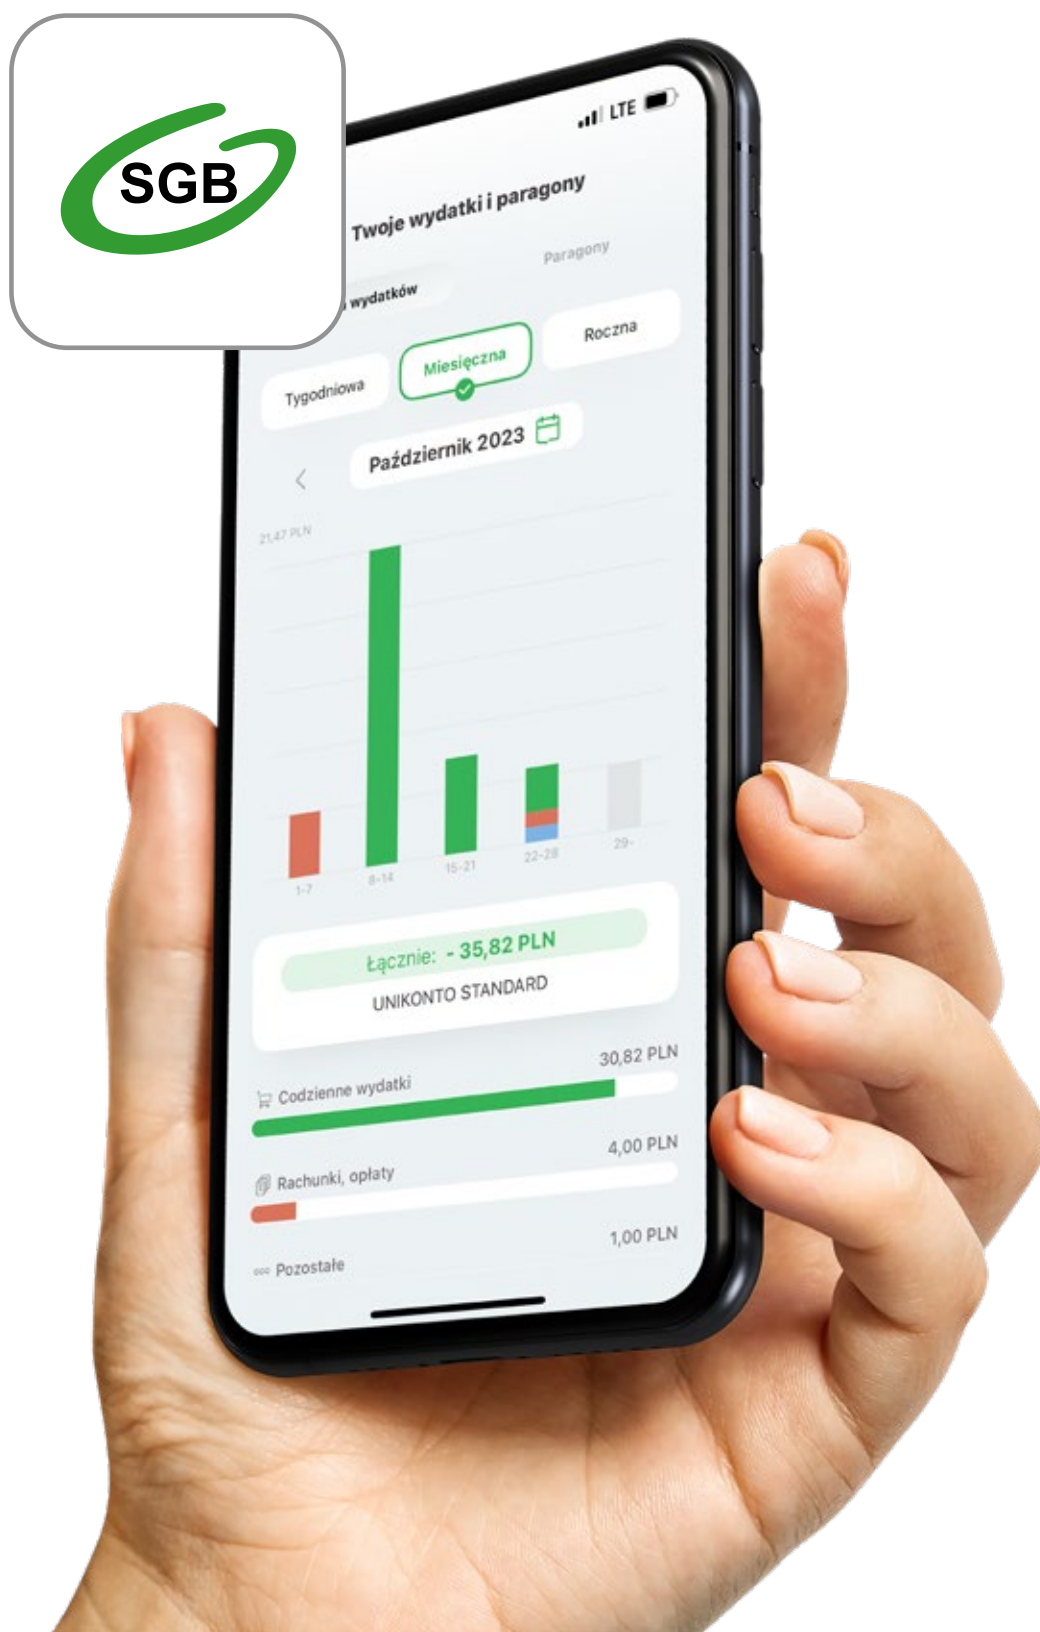 SGB
LTE
Twoje wydatki i paragony
wydatków
Paragony
Tygodniowa
Miesięczna
Roczna
Październik 2023
21,47 PLN
1-7
8-14
15-21
22-28
29-
Łącznie: - 35,82 PLN
UNIKONTO STANDARD
Codzienne wydatki
30,82 PLN
Rachunki, opłaty
4,00 PLN
Pozostałe
1,00 PLN